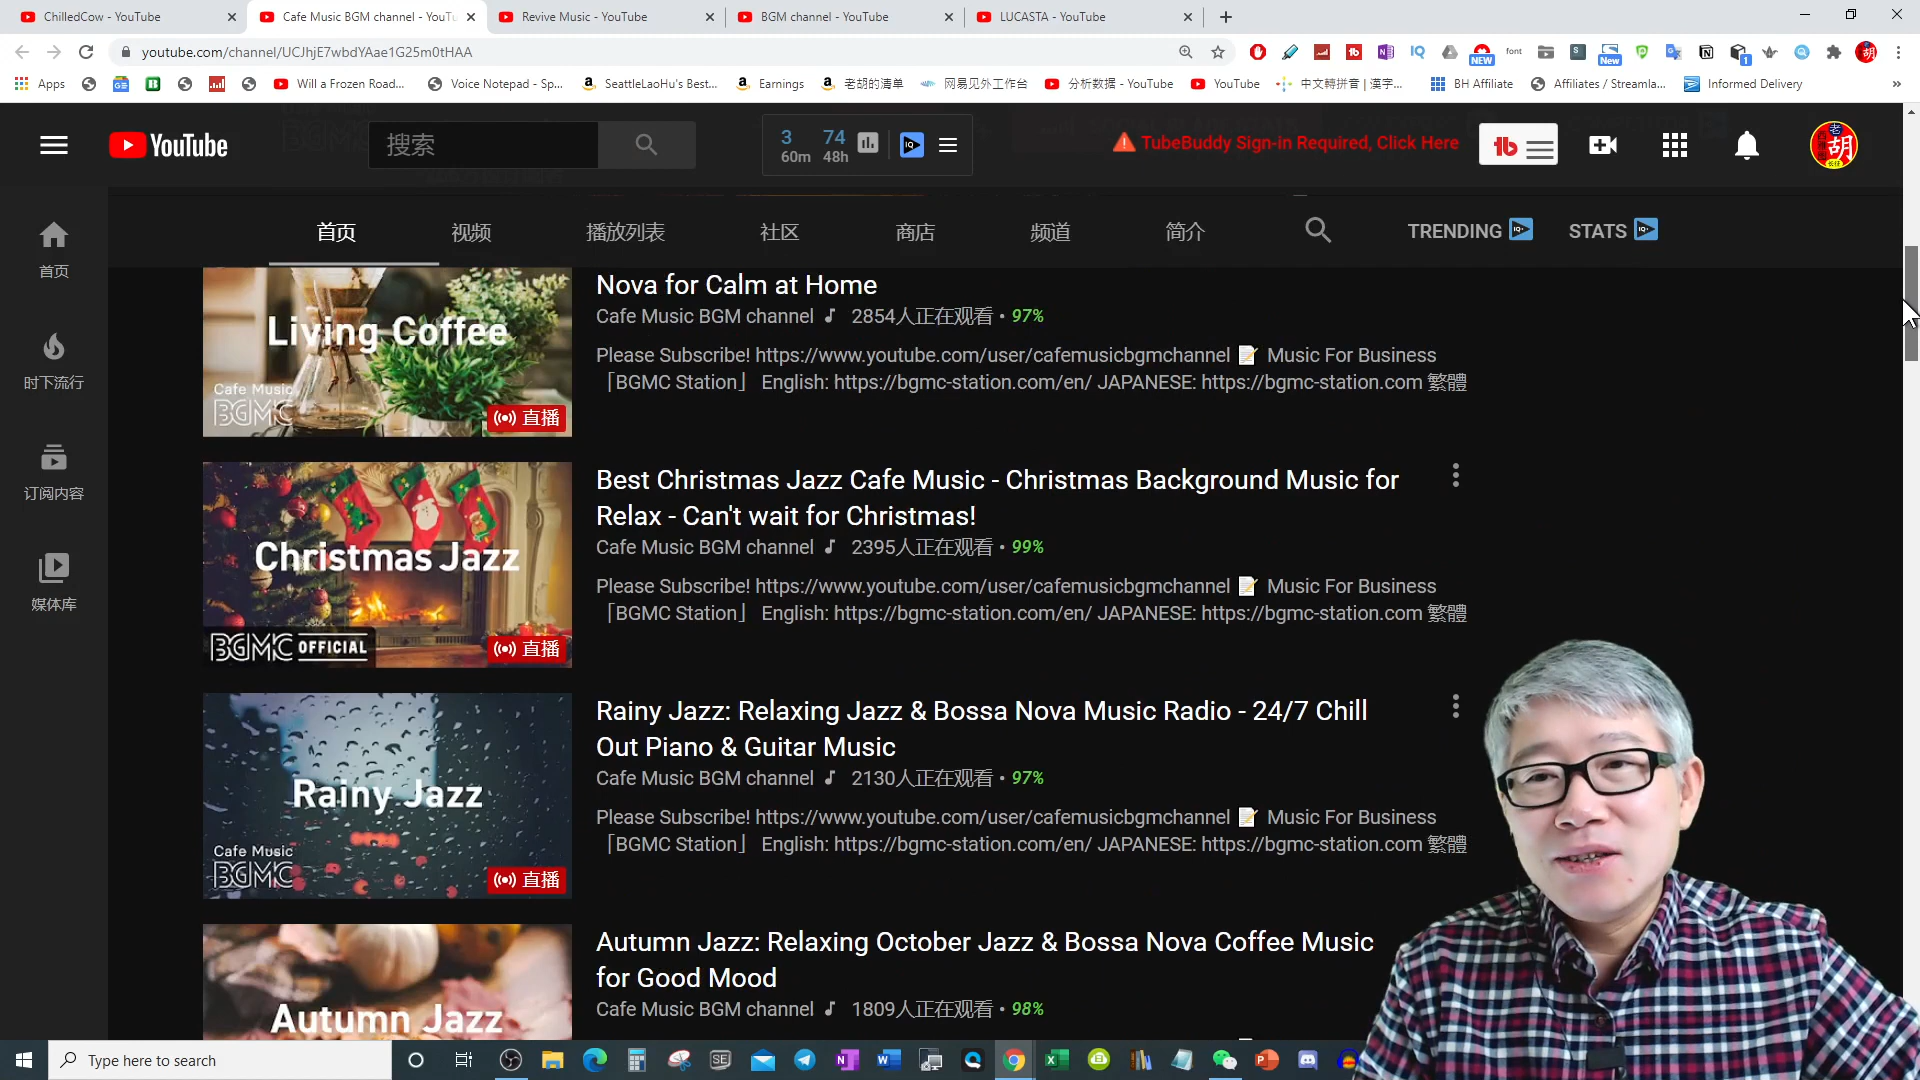 ChilledCow - YouTube
Cafe Music BGM channel - YouTu
Revive Music - YouTube
BGM channel - YouTube
LUCASTA - YouTube
youtube.com/channel/UCJhjE7wbdYAae1G25m0tHAA
Apps
Will a Frozen Road...
Voice Notepad - Sp...
SeattleLaoHu's Best...
Earnings
老胡的清单
网易见外工作台
分析数据 - YouTube
YouTube
中文轉拼音 | 漢字...
BH Affiliate
Affiliates / Streamla...
Informed Delivery
YouTube
搜索
3 74
60m 48h
TubeBuddy Sign-in Required, Click Here
首页
视频
播放列表
社区
商店
频道
简介
TRENDING
STATS
首页
时下流行
订阅内容
媒体库
Living Coffee
Cafe Music
BGMC
直播
Nova for Calm at Home
Cafe Music BGM channel ♪ 2854人正在观看 • 97%
Please Subscribe! https://www.youtube.com/user/cafemusicbgmchannel 📝 Music For Business
「BGMC Station」 English: https://bgmc-station.com/en/ JAPANESE: https://bgmc-station.com 繁體
Christmas Jazz
BGMC OFFICIAL
直播
Best Christmas Jazz Cafe Music - Christmas Background Music for
Relax - Can't wait for Christmas!
Cafe Music BGM channel ♪ 2395人正在观看 • 99%
Please Subscribe! https://www.youtube.com/user/cafemusicbgmchannel 📝 Music For Business
「BGMC Station」 English: https://bgmc-station.com/en/ JAPANESE: https://bgmc-station.com 繁體
Rainy Jazz
Cafe Music
BGMC
直播
Rainy Jazz: Relaxing Jazz & Bossa Nova Music Radio - 24/7 Chill
Out Piano & Guitar Music
Cafe Music BGM channel ♪ 2130人正在观看 • 97%
Please Subscribe! https://www.youtube.com/user/cafemusicbgmchannel 📝 Music For Business
「BGMC Station」 English: https://bgmc-station.com/en/ JAPANESE: https://bgmc-station.com 繁體
Autumn Jazz
Autumn Jazz: Relaxing October Jazz & Bossa Nova Coffee Music
for Good Mood
Cafe Music BGM channel ♪ 1809人正在观看 • 98%
Type here to search